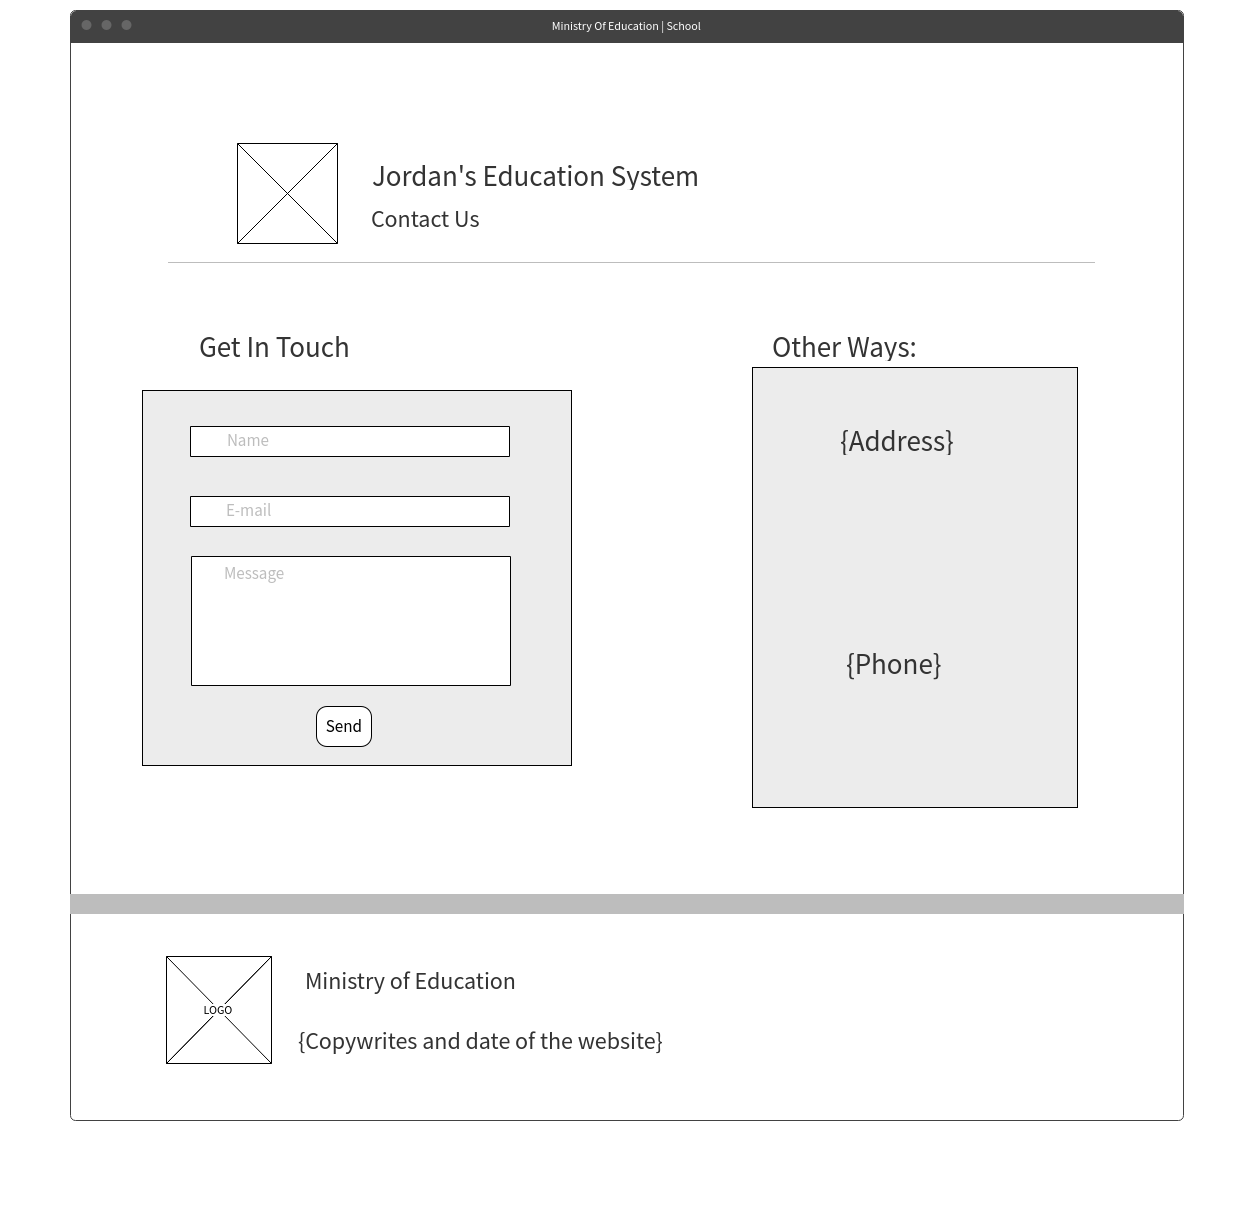 Ministry Of Education | School
Jordan's Education System
Contact Us
Get In Touch
Name
E-mail
Message
Send
Other Ways:
{Address}
{Phone}
LOGO
Ministry of Education
{Copywrites and date of the website}